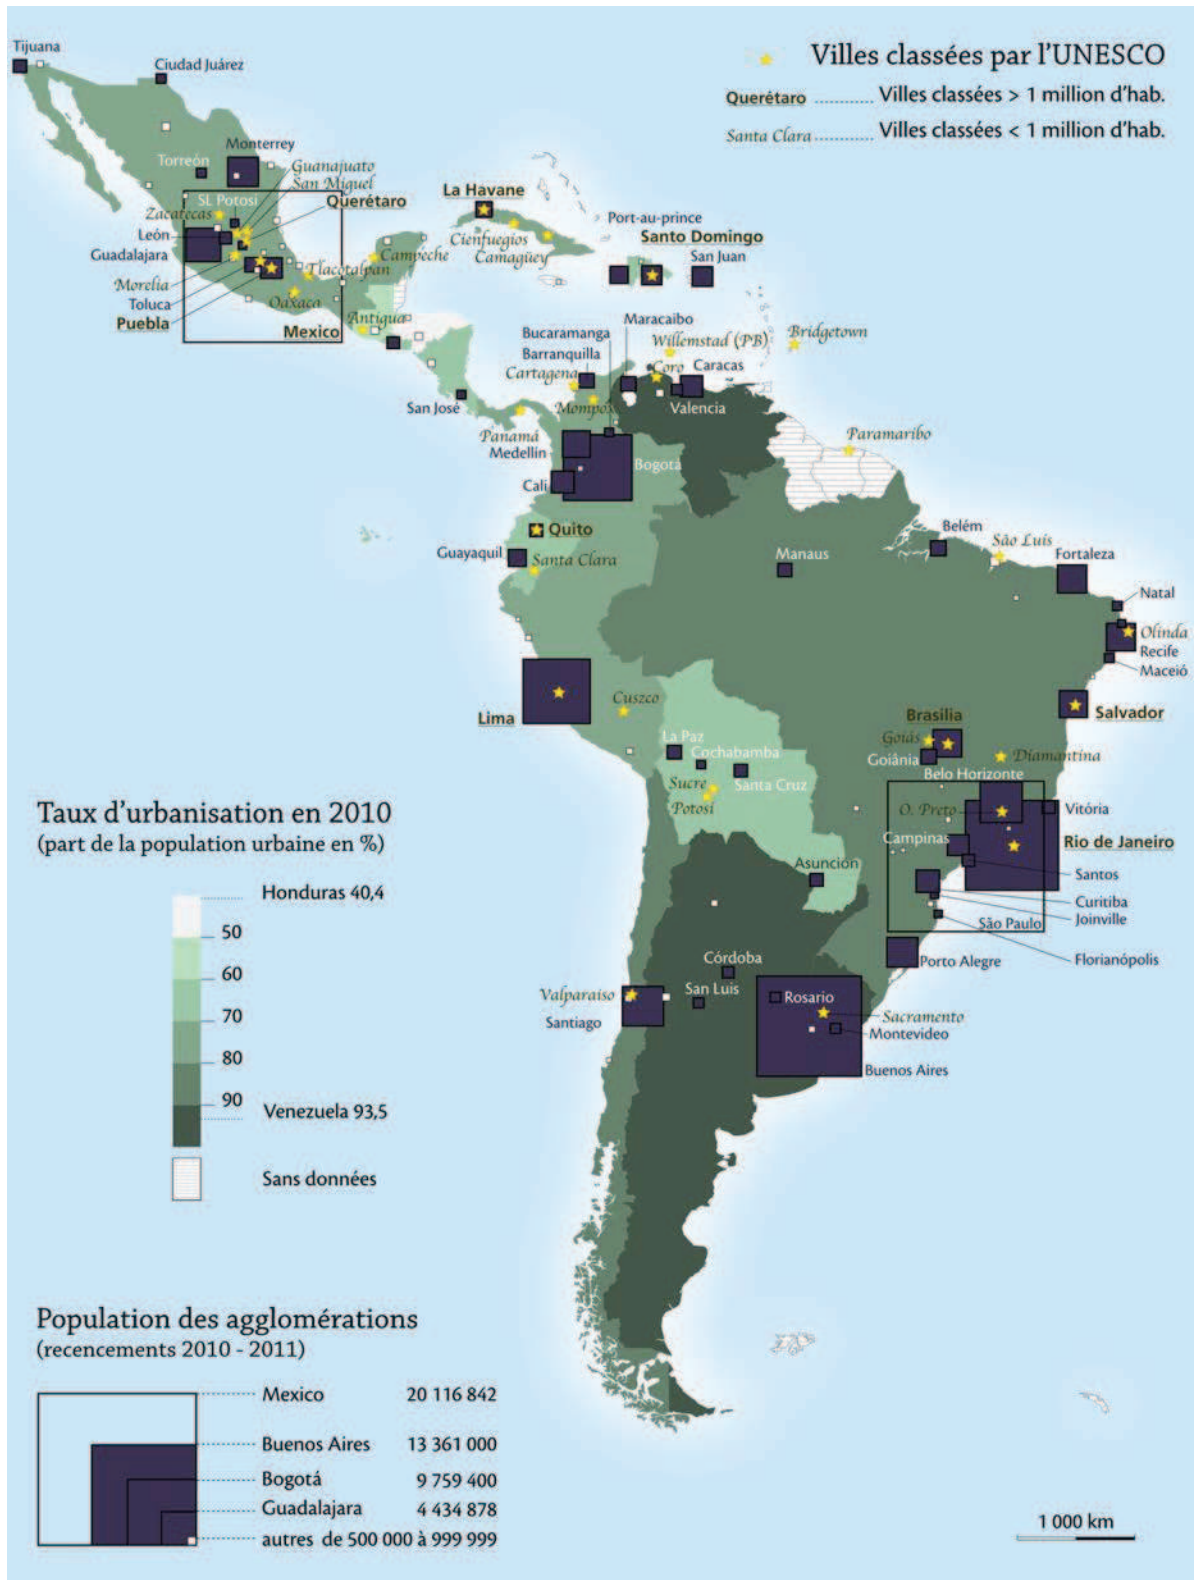 Villes classées par l'UNESCO
Querétaro ............ Villes classées > 1 million d'hab.
Santa Clara ............ Villes classées < 1 million d'hab.
Tijuana
Ciudad Juárez
Monterrey
Torreón
Guanajuato
San Miguel
SL Potosi
Querétaro
Zacatecas
León
Guadalajara
Morelia
Toluca
Puebla
Mexico
Tlacotalpan
Oaxaca
Campêche
Antigua
La Havane
Cienfuegios
Camagüey
Port-au-prince
Santo Domingo
San Juan
Bucaramanga
Maracaibo
Barranquilla
Willemstad (PB)
Bridgetown
Cartagena
Coro
Caracas
San José
Mompós
Valencia
Panamá
Medellín
Paramaribo
Bogotá
Cali
Quito
Guayaquil
Santa Clara
Manaus
Belém
São Luis
Fortaleza
Natal
Olinda
Recife
Maceió
Lima
Cuszco
Brasilia
Salvador
La Paz
Goiás
Cochabamba
Goiânia
Diamantina
Santa Cruz
Belo Horizonte
Sucre
Potosi
O. Preto
Vitória
Campinas
Rio de Janeiro
Asunción
Santos
Curitiba
Joinville
São Paulo
Florianópolis
Porto Alegre
Córdoba
San Luis
Rosario
Valparaiso
Santiago
Sacramento
Montevideo
Buenos Aires
Taux d'urbanisation en 2010
(part de la population urbaine en %)
Honduras 40,4
50
60
70
80
90
Venezuela 93,5
Sans données
Population des agglomérations
(recencements 2010 - 2011)
Mexico 20 116 842
Buenos Aires 13 361 000
Bogotá 9 759 400
Guadalajara 4 434 878
autres de 500 000 à 999 999
1 000 km